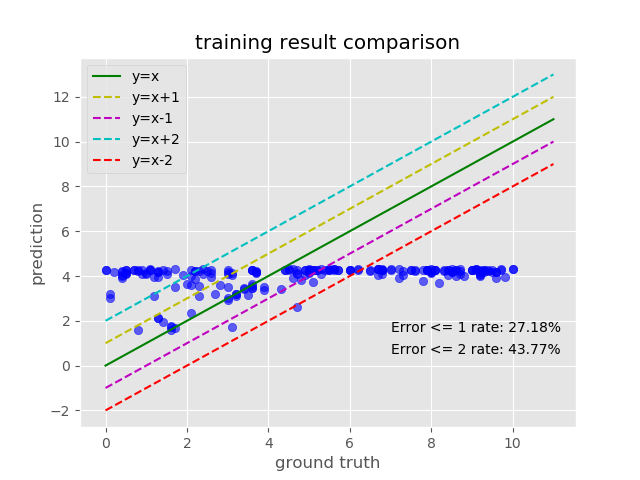 training result comparison
y=x
y=x+1
y=x-1
y=x+2
y=x-2
12
10
8
6
4
2
0
−2
prediction
Error <= 1 rate: 27.18%
Error <= 2 rate: 43.77%
0 2 4 6 8 10
ground truth